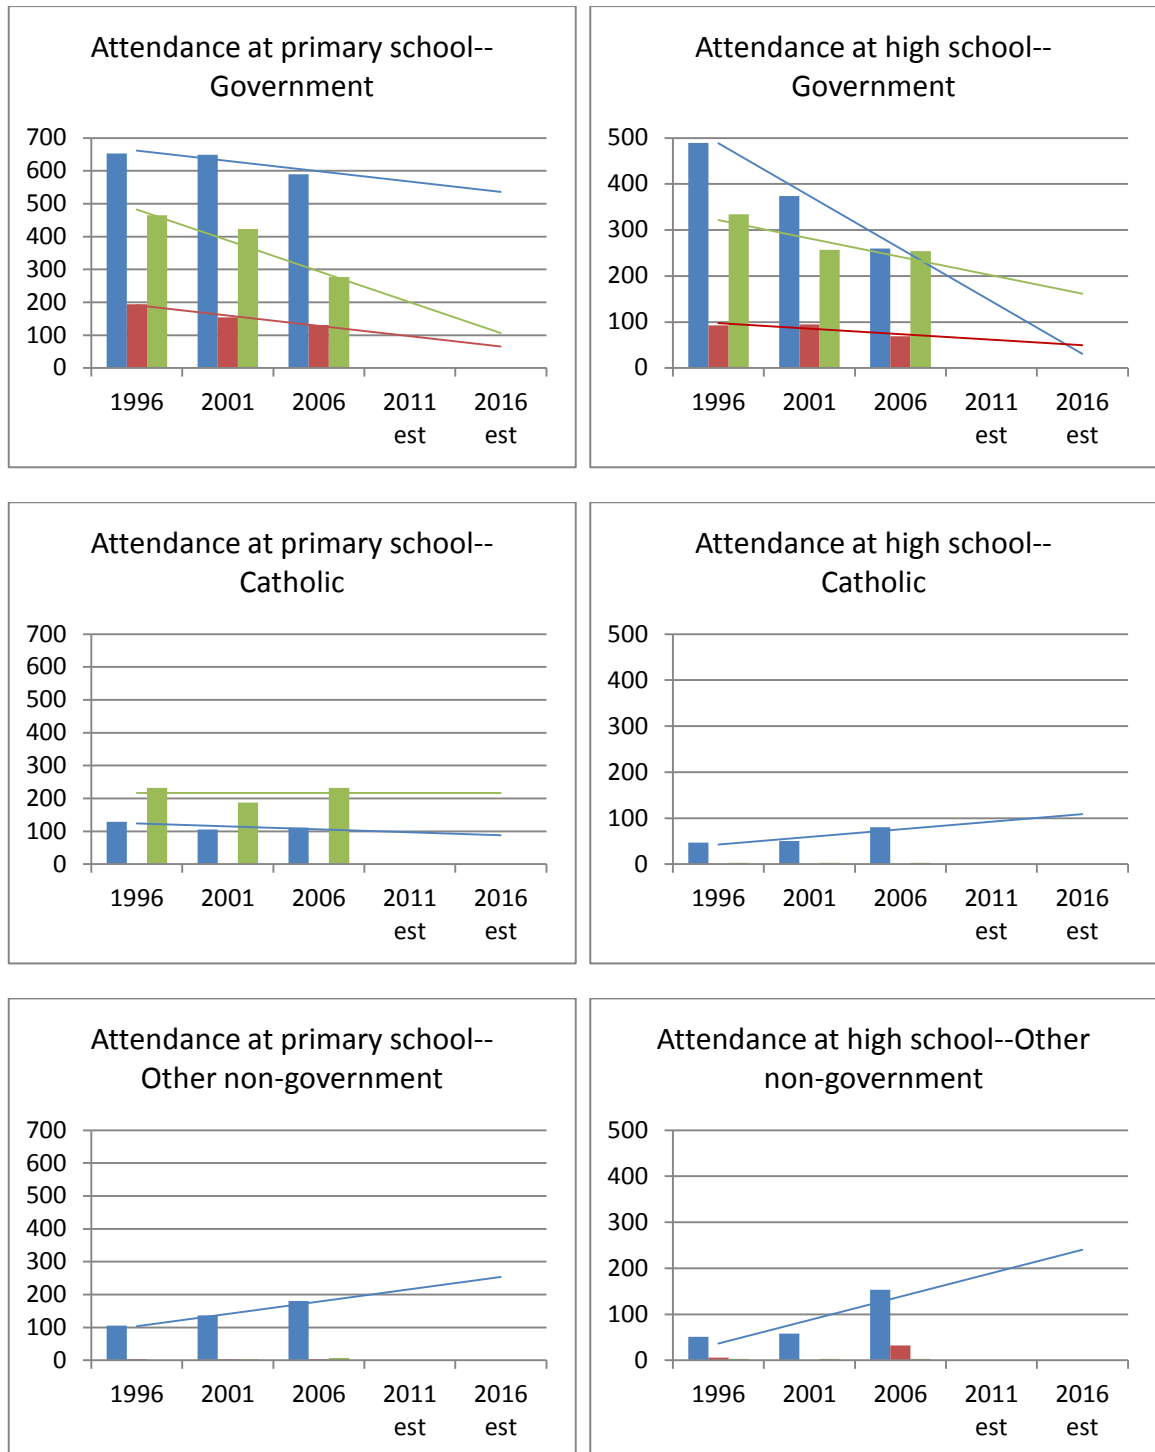 Attendance at primary school--
Government
700
600
500
400
300
200
100
0
1996 2001 2006 2011 2016
est est
Attendance at high school--
Government
500
400
300
200
100
0
1996 2001 2006 2011 2016
est est
Attendance at primary school--
Catholic
700
600
500
400
300
200
100
0
1996 2001 2006 2011 2016
est est
Attendance at high school--
Catholic
500
400
300
200
100
0
1996 2001 2006 2011 2016
est est
Attendance at primary school--
Other non-government
700
600
500
400
300
200
100
0
1996 2001 2006 2011 2016
est est
Attendance at high school--Other
non-government
500
400
300
200
100
0
1996 2001 2006 2011 2016
est est